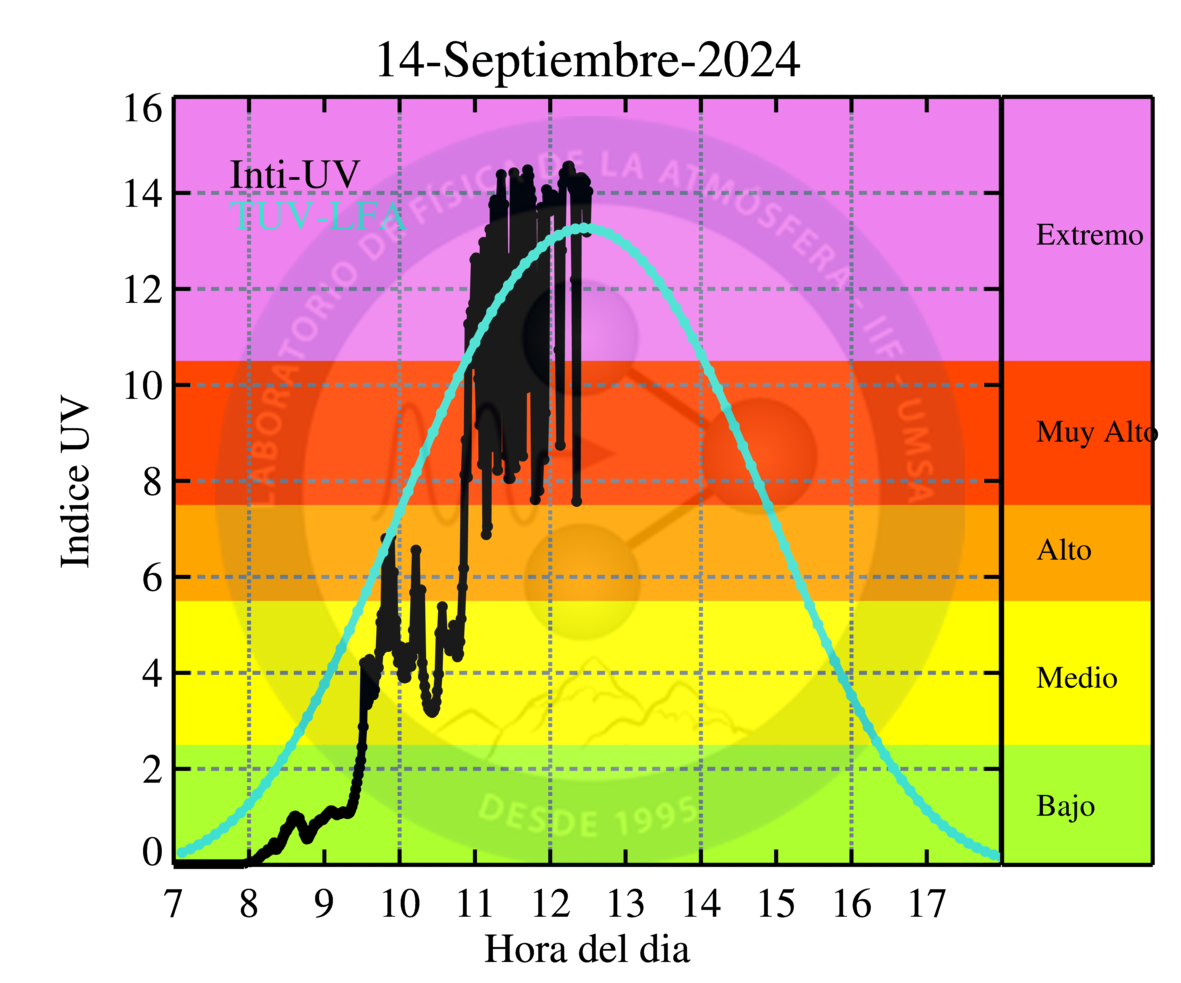 14-Septiembre-2024
16
14
12
10
8
6
4
2
0
Indice UV
Inti-UV
TUV-LFA
LABORATORIO DE FÍSICA DE LA ATMÓSFERA - IIF - UMSA
DESDE 1995
Extremo
Muy Alto
Alto
Medio
Bajo
7 8 9 10 11 12 13 14 15 16 17
Hora del dia